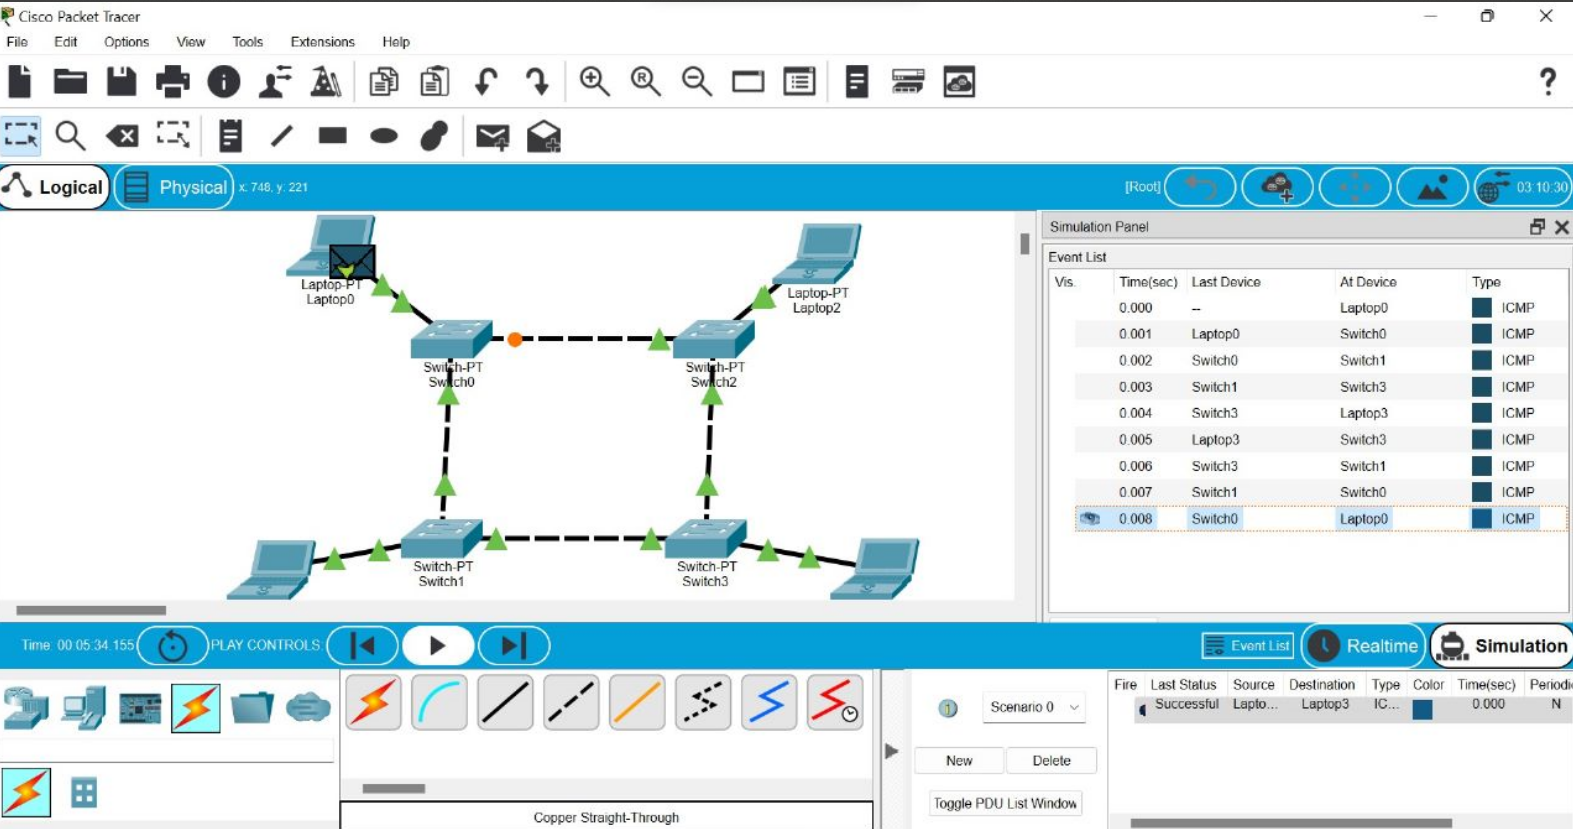 Cisco Packet Tracer
File Edit Options View Tools Extensions Help
Logical Physical x: 748, y: 221 [Root] 03:10:30
Simulation Panel
Event List
Vis. Time(sec) Last Device At Device Type
0.000 -- Laptop0 ICMP
0.001 Laptop0 Switch0 ICMP
0.002 Switch0 Switch1 ICMP
0.003 Switch1 Switch3 ICMP
0.004 Switch3 Laptop3 ICMP
0.005 Laptop3 Switch3 ICMP
0.006 Switch3 Switch1 ICMP
0.007 Switch1 Switch0 ICMP
0.008 Switch0 Laptop0 ICMP
Laptop-PT
Laptop0
Laptop-PT
Laptop2
Switch-PT
Switch0
Switch-PT
Switch2
Switch-PT
Switch1
Switch-PT
Switch3
Time: 00:05:34.155 PLAY CONTROLS: Event List Realtime Simulation
Scenario 0
New Delete
Toggle PDU List Window
Fire Last Status Source Destination Type Color Time(sec) Periodi
Successful Lapto... Laptop3 IC... 0.000 N
Copper Straight-Through